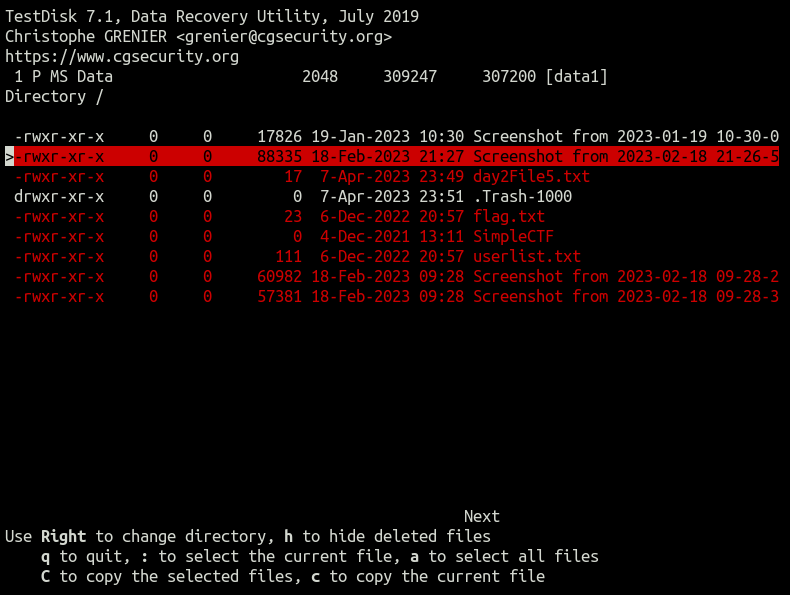 TestDisk 7.1, Data Recovery Utility, July 2019
Christophe GRENIER <grenier@cgsecurity.org>
https://www.cgsecurity.org
 1 P MS Data                     2048     309247     307200 [data1]
Directory /

 -rwxr-xr-x     0     0     17826 19-Jan-2023 10:30 Screenshot from 2023-01-19 10-30-0
>-rwxr-xr-x     0     0     88335 18-Feb-2023 21:27 Screenshot from 2023-02-18 21-26-5
 -rwxr-xr-x     0     0        17  7-Apr-2023 23:49 day2File5.txt
 drwxr-xr-x     0     0         0  7-Apr-2023 23:51 .Trash-1000
 -rwxr-xr-x     0     0        23  6-Dec-2022 20:57 flag.txt
 -rwxr-xr-x     0     0         0  4-Dec-2021 13:11 SimpleCTF
 -rwxr-xr-x     0     0       111  6-Dec-2022 20:57 userlist.txt
 -rwxr-xr-x     0     0     60982 18-Feb-2023 09:28 Screenshot from 2023-02-18 09-28-2
 -rwxr-xr-x     0     0     57381 18-Feb-2023 09:28 Screenshot from 2023-02-18 09-28-3
                                                   Next
Use Right to change directory, h to hide deleted files
    q to quit, : to select the current file, a to select all files
    C to copy the selected files, c to copy the current file